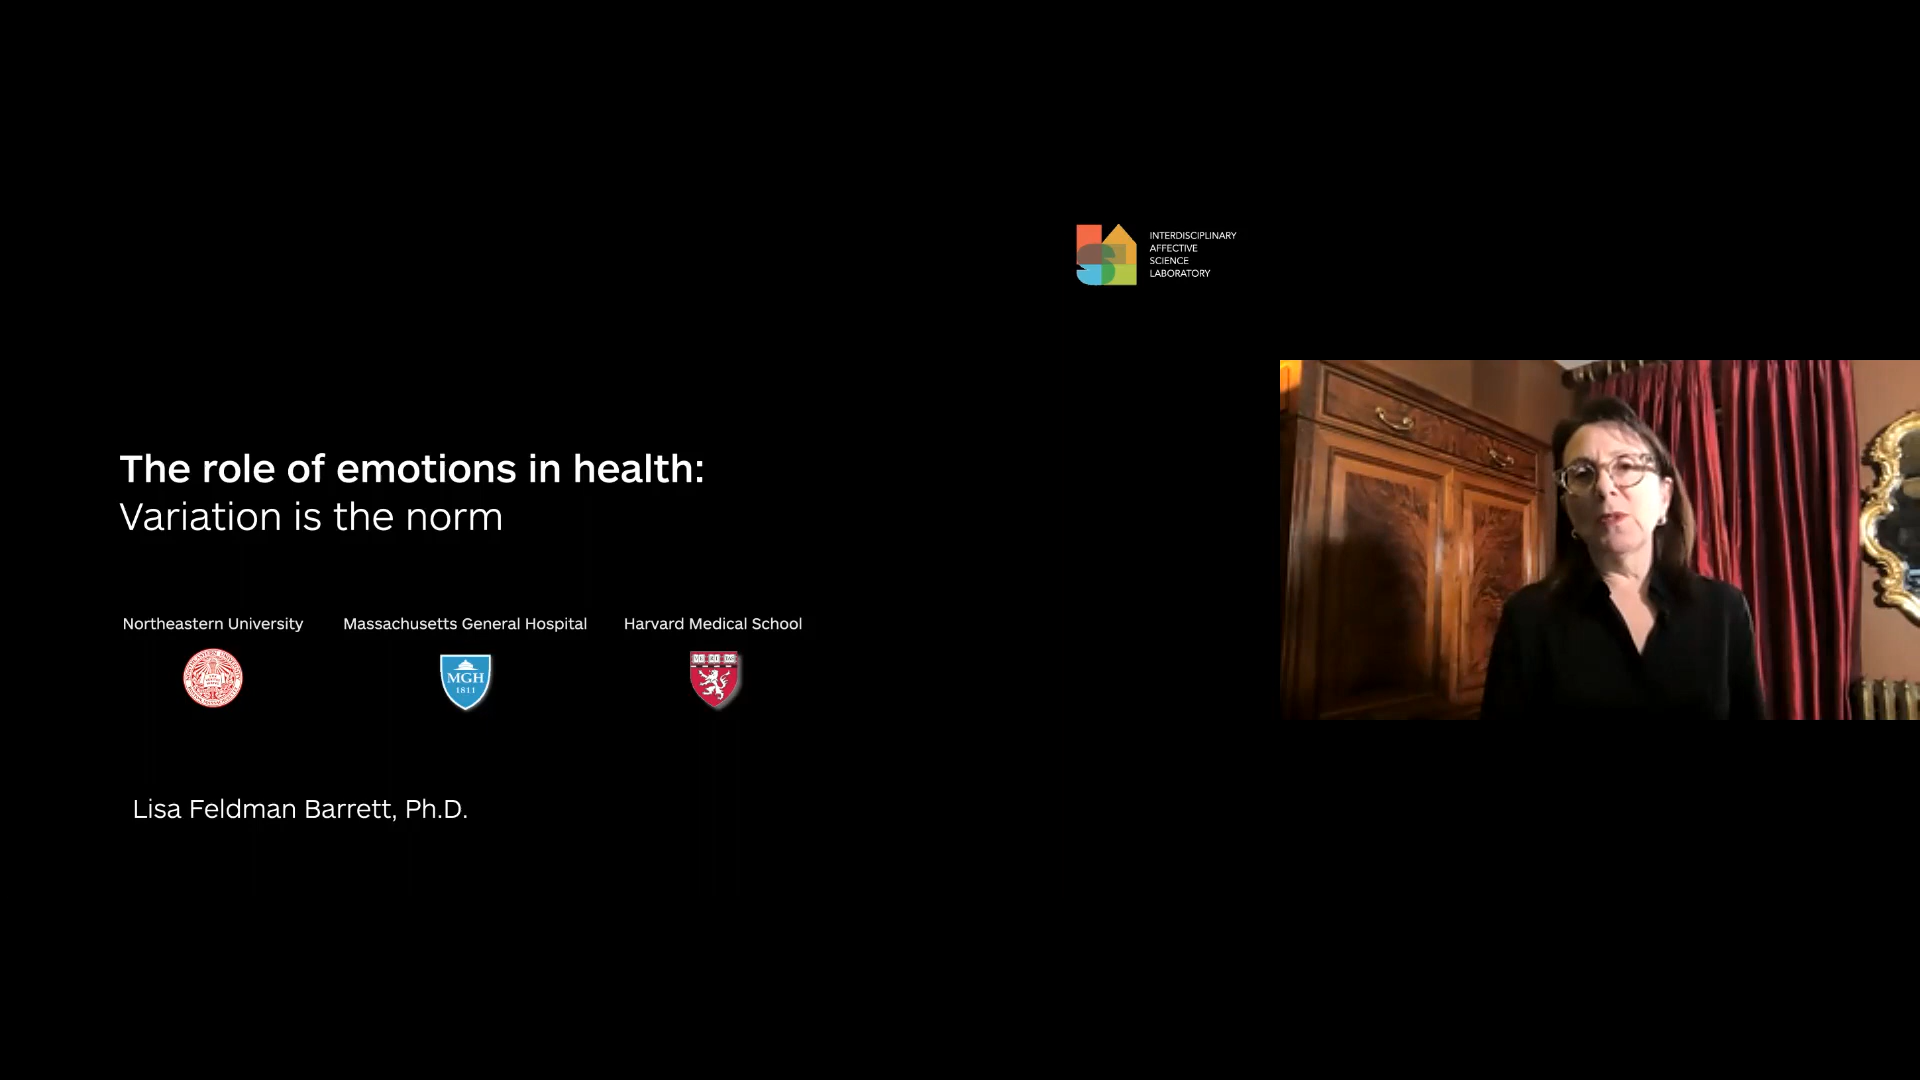 INTERDISCIPLINARY
AFFECTIVE
SCIENCE
LABORATORY
The role of emotions in health:
Variation is the norm
Northeastern University
Massachusetts General Hospital
Harvard Medical School
MGH
1811
Lisa Feldman Barrett, Ph.D.